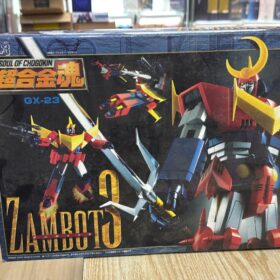 SOUL OF CHOGOKIN
超合金魂
GX-23
ZAMBOT3